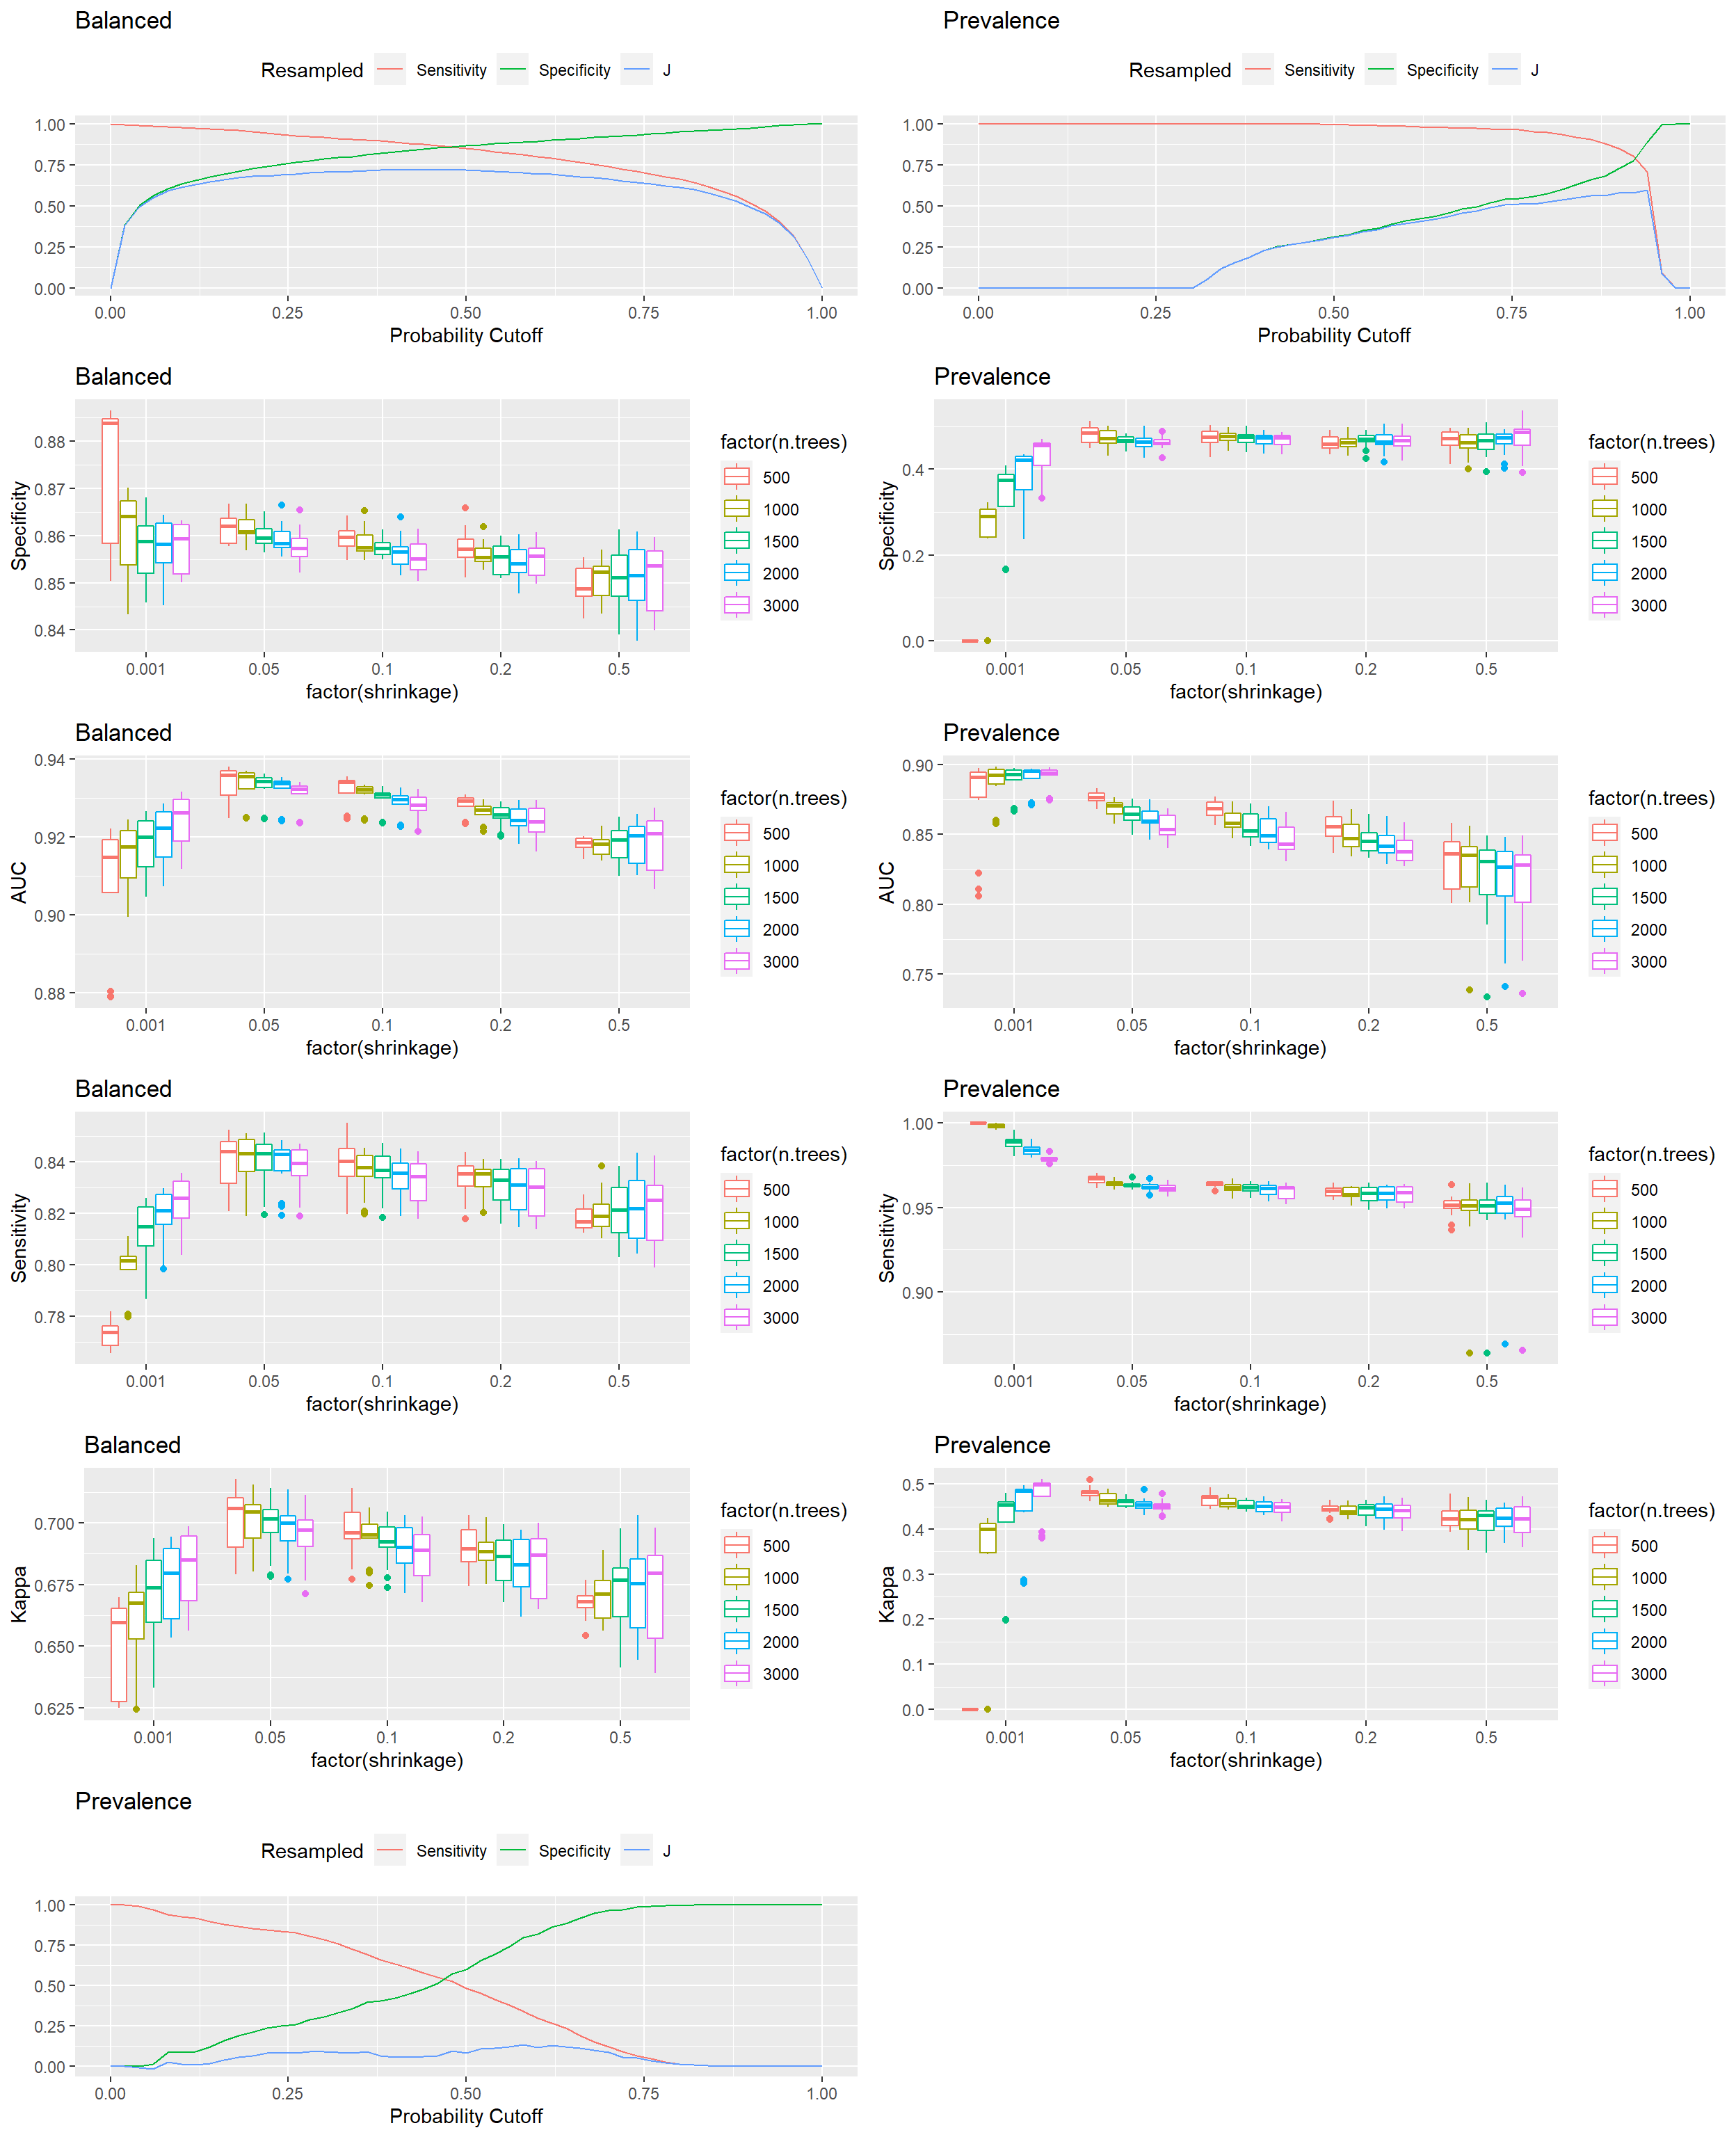 Balanced
Resampled Sensitivity Specificity J
1.00
0.75
0.50
0.25
0.00
0.00 0.25 0.50 0.75 1.00
Probability Cutoff
Prevalence
Resampled Sensitivity Specificity J
1.00
0.75
0.50
0.25
0.00
0.00 0.25 0.50 0.75 1.00
Probability Cutoff
Balanced
Specificity
0.88
0.87
0.86
0.85
0.84
0.001 0.05 0.1 0.2 0.5
factor(shrinkage)
factor(n.trees)
500
1000
1500
2000
3000
Prevalence
Specificity
0.4
0.2
0.0
0.001 0.05 0.1 0.2 0.5
factor(shrinkage)
factor(n.trees)
500
1000
1500
2000
3000
Balanced
AUC
0.94
0.92
0.90
0.88
0.001 0.05 0.1 0.2 0.5
factor(shrinkage)
factor(n.trees)
500
1000
1500
2000
3000
Prevalence
AUC
0.90
0.85
0.80
0.75
0.001 0.05 0.1 0.2 0.5
factor(shrinkage)
factor(n.trees)
500
1000
1500
2000
3000
Balanced
Sensitivity
0.84
0.82
0.80
0.78
0.001 0.05 0.1 0.2 0.5
factor(shrinkage)
factor(n.trees)
500
1000
1500
2000
3000
Prevalence
Sensitivity
1.00
0.95
0.90
0.001 0.05 0.1 0.2 0.5
factor(shrinkage)
factor(n.trees)
500
1000
1500
2000
3000
Balanced
Kappa
0.700
0.675
0.650
0.625
0.001 0.05 0.1 0.2 0.5
factor(shrinkage)
factor(n.trees)
500
1000
1500
2000
3000
Prevalence
Kappa
0.5
0.4
0.3
0.2
0.1
0.0
0.001 0.05 0.1 0.2 0.5
factor(shrinkage)
factor(n.trees)
500
1000
1500
2000
3000
Prevalence
Resampled Sensitivity Specificity J
1.00
0.75
0.50
0.25
0.00
0.00 0.25 0.50 0.75 1.00
Probability Cutoff